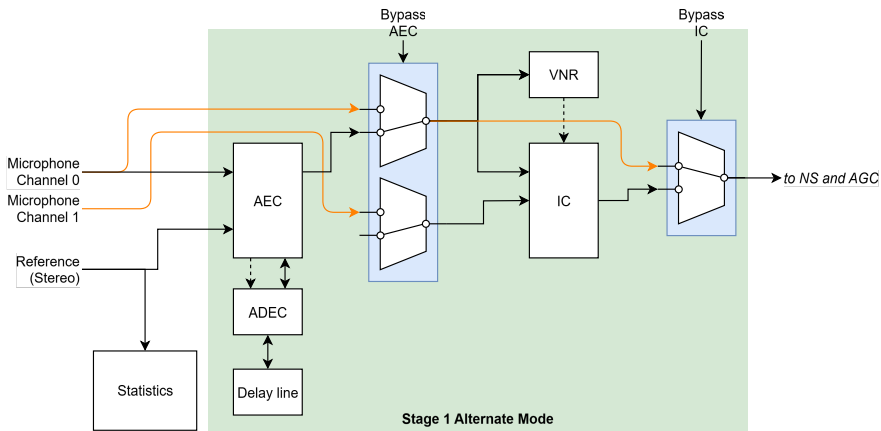 Bypass
AEC
Bypass
IC
VNR
Microphone
Channel 0
Microphone
Channel 1
AEC
IC
to NS and AGC
Reference
(Stereo)
ADEC
Statistics
Delay line
Stage 1 Alternate Mode